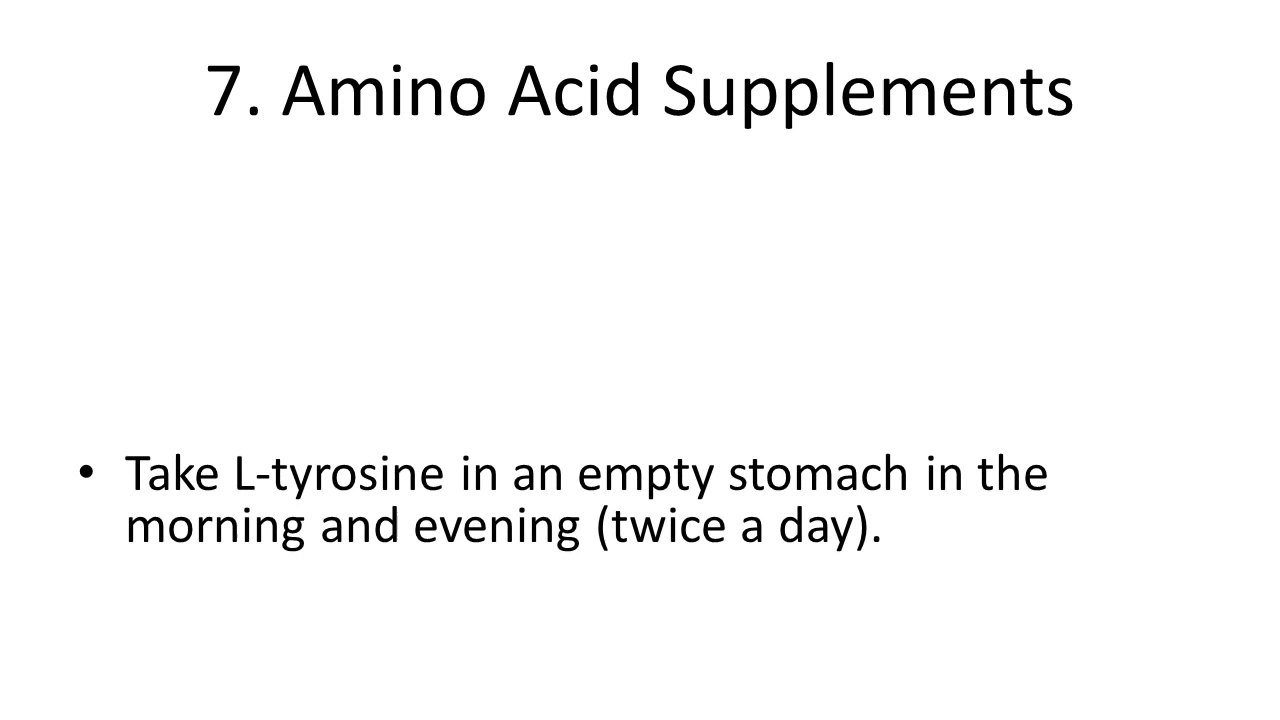 7. Amino Acid Supplements
• Take L-tyrosine in an empty stomach in the
morning and evening (twice a day).